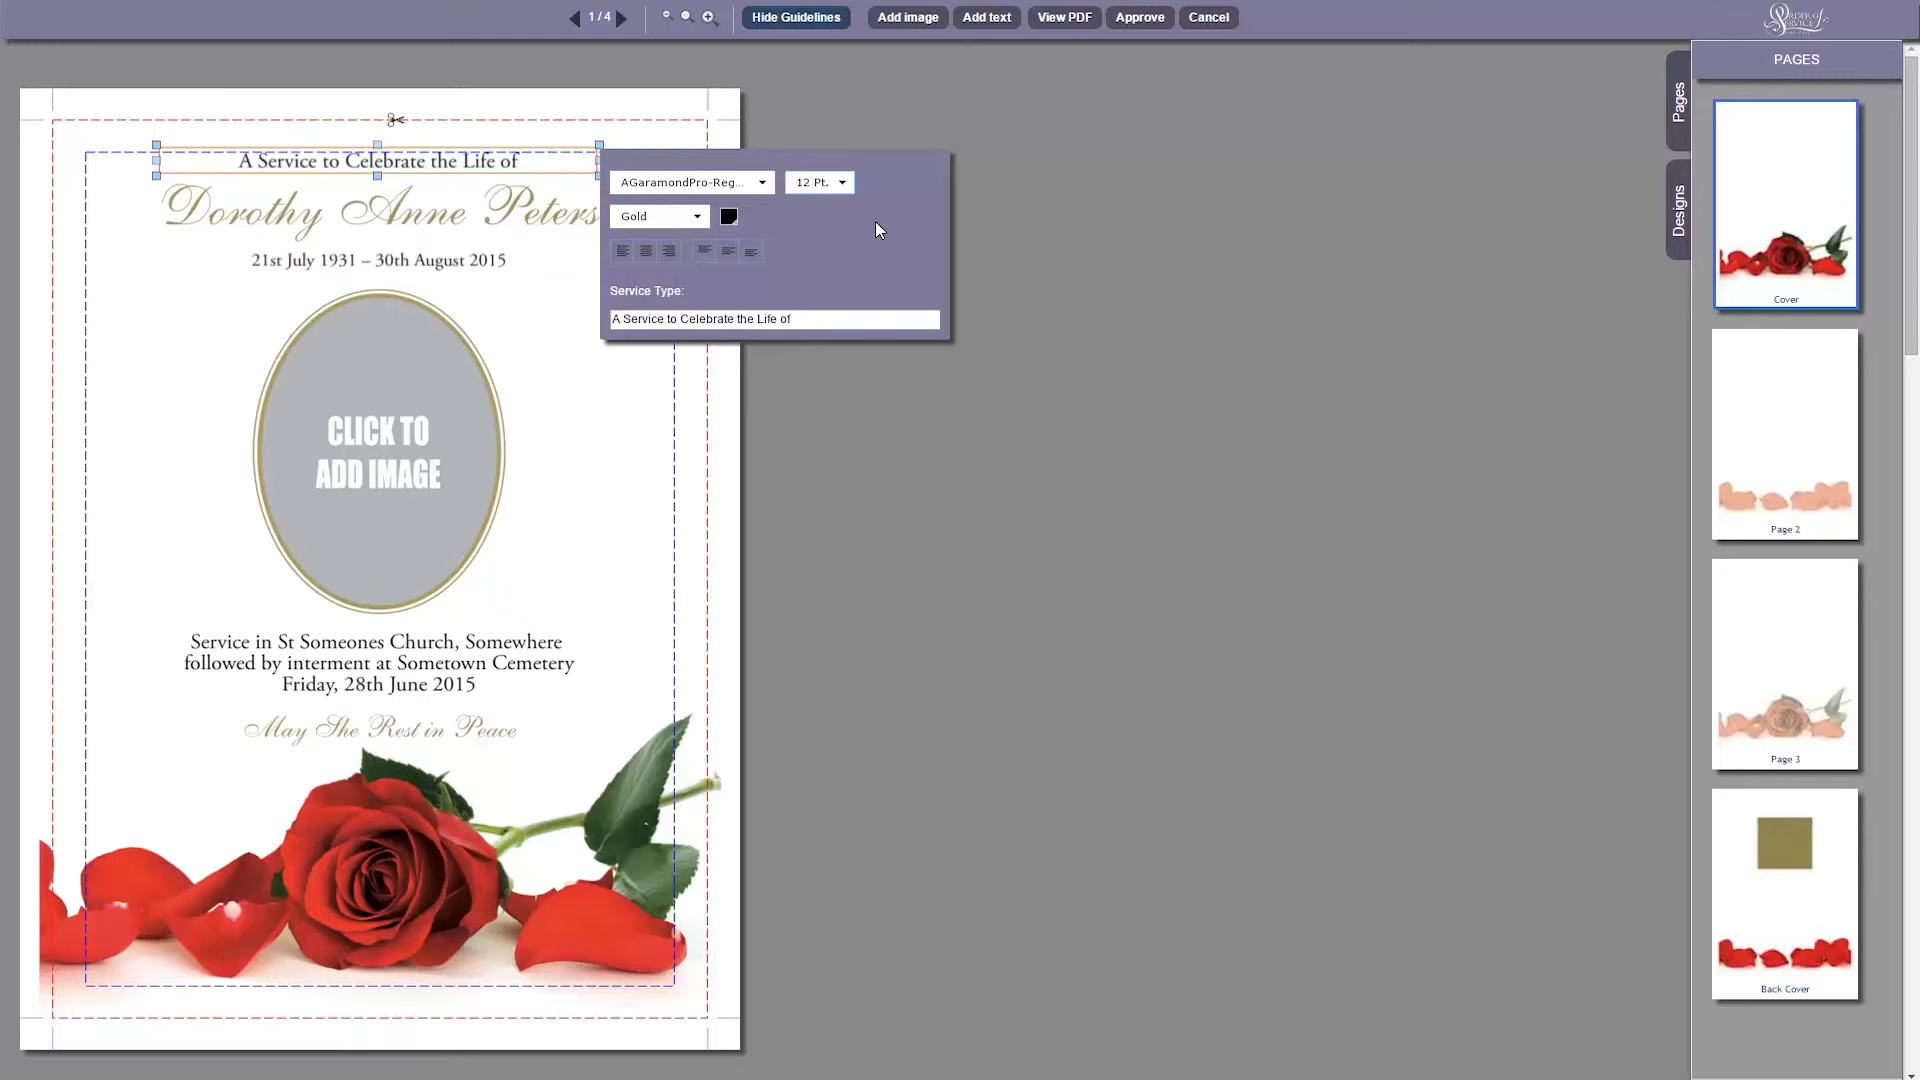 1 / 4
Hide Guidelines
Add image
Add text
View PDF
Approve
Cancel
ORDER OF
SERVICE
PAGES
Pages
Designs
A Service to Celebrate the Life of
Dorothy Anne Peters
21st July 1931 – 30th August 2015
CLICK TO
ADD IMAGE
Service in St Someones Church, Somewhere
followed by interment at Sometown Cemetery
Friday, 28th June 2015
May She Rest in Peace
AGaramondPro-Reg...
12 Pt.
Gold
Service Type:
A Service to Celebrate the Life of
Cover
Page 2
Page 3
Back Cover